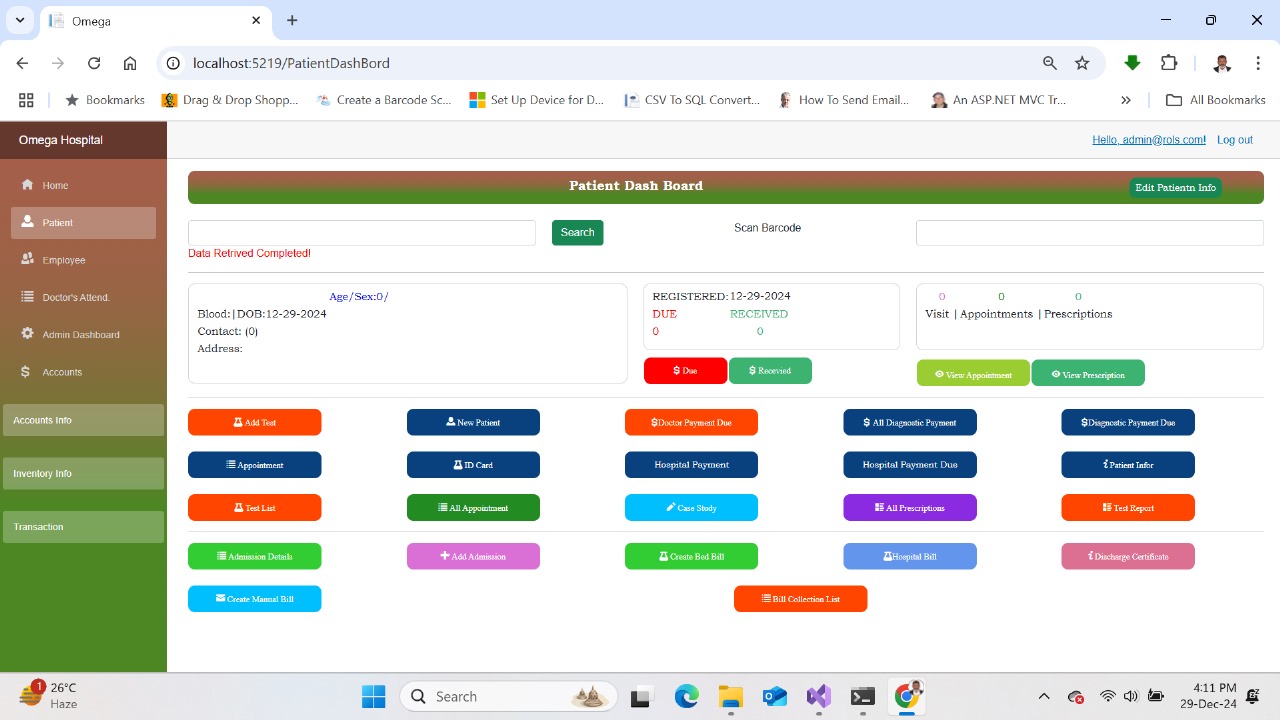 Omega
localhost:5219/PatientDashBord
Bookmarks
Drag & Drop Shopp...
Create a Barcode Sc...
Set Up Device for D...
CSV To SQL Convert...
How To Send Email...
An ASP.NET MVC Tr...
All Bookmarks
Omega Hospital
Hello, admin@rols.com! Log out
Home
Patient
Employee
Doctor's Attend.
Admin Dashboard
Accounts
Accounts Info
Inventory Info
Transaction
Patient Dash Board
Edit Patientn Info
Search
Scan Barcode
Data Retrived Completed!
Age/Sex:0/
Blood:|DOB:12-29-2024
Contact: (0)
Address:
REGISTERED:12-29-2024
DUE RECEIVED
0 0
$ Due
$ Recevied
0 0 0
Visit | Appointments | Prescriptions
View Appointment
View Prescription
Add Test
New Patient
$Doctor Payment Due
$ All Diagnostic Payment
$Diagnostic Payment Due
Appointment
ID Card
Hospital Payment
Hospital Payment Due
Patient Infor
Test List
All Appointment
Case Study
All Prescriptions
Test Report
Admission Details
Add Admission
Create Bed Bill
Hospital Bill
Discharge Certificate
Create Manual Bill
Bill Collection List
1
26°C
Haze
Search
4:11 PM
29-Dec-24